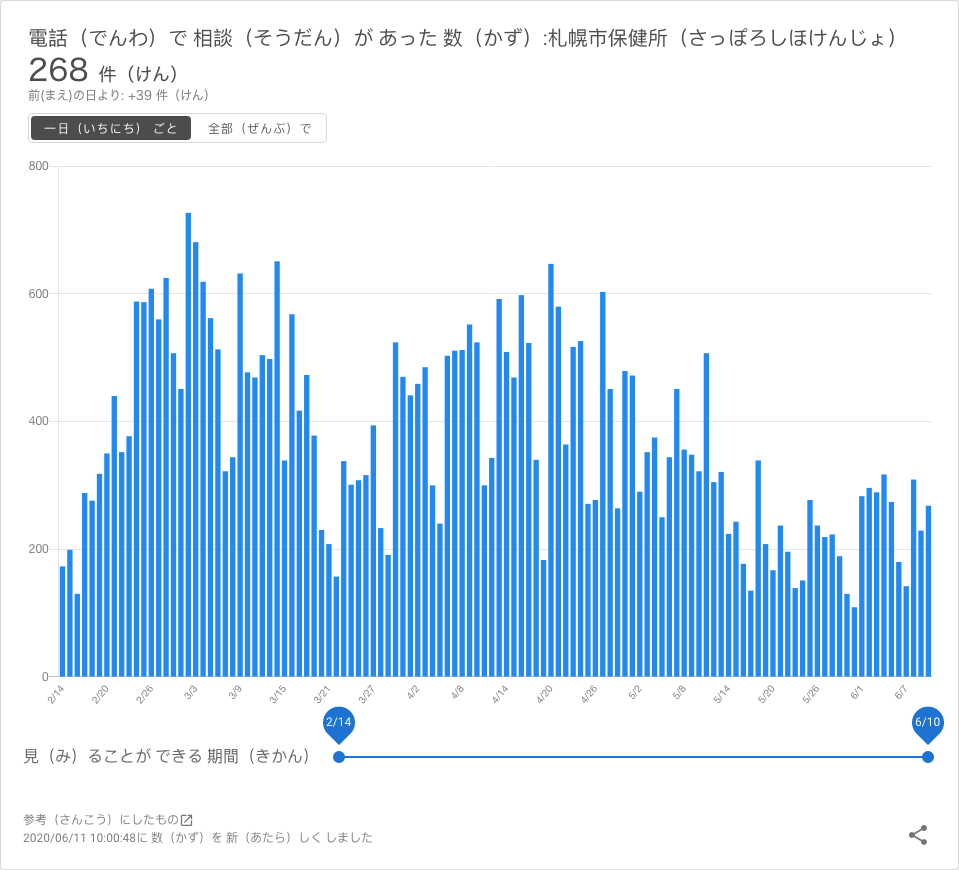 電話（でんわ）で 相談（そうだん）が あった 数（かず）:札幌市保健所（さっぽろしほけんじょ）
268 件（けん）
前(まえ)の日より: +39 件（けん）
一日（いちにち） ごと 全部（ぜんぶ）で
800
600
400
200
0
2/14 2/20 2/26 3/3 3/9 3/15 3/21 3/27 4/2 4/8 4/14 4/20 4/26 5/2 5/8 5/14 5/20 5/26 6/1 6/7
2/14 6/10
見（み）ることが できる 期間（きかん）
参考（さんこう）にしたもの
2020/06/11 10:00:48に 数（かず）を 新（あたら）しく しました